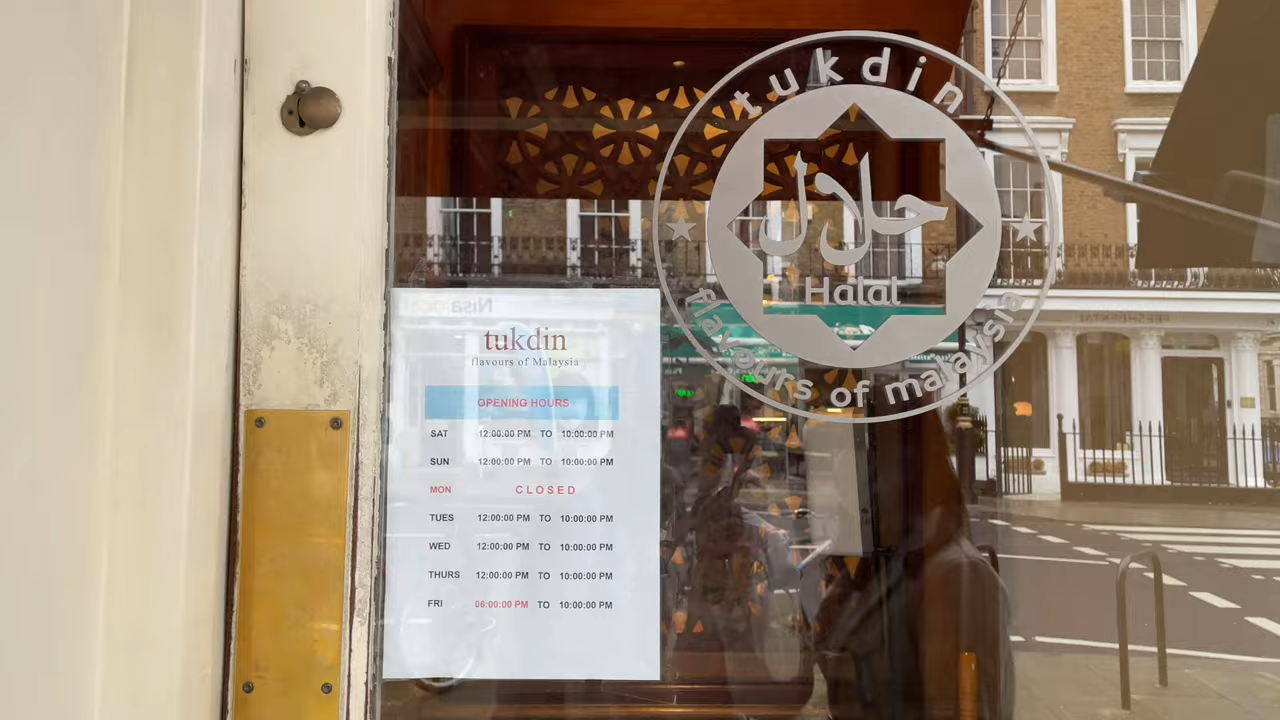 tukdin
حلال
Halal
flavours of malaysia
tukdin
flavours of Malaysia
OPENING HOURS
SAT 12:00:00 PM TO 10:00:00 PM
SUN 12:00:00 PM TO 10:00:00 PM
MON CLOSED
TUES 12:00:00 PM TO 10:00:00 PM
WED 12:00:00 PM TO 10:00:00 PM
THURS 12:00:00 PM TO 10:00:00 PM
FRI 06:00:00 PM TO 10:00:00 PM